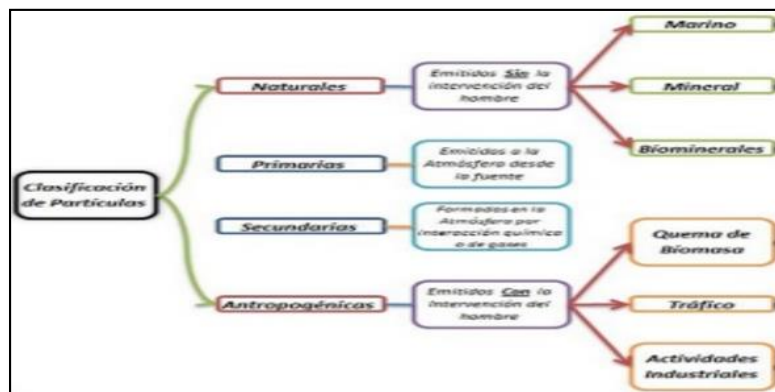 Clasificación
de Partículas
Naturales
Emitidos Sin la
intervención del
hombre
Marino
Mineral
Biominerales
Primarias
Emitidos a la
Atmósfera desde
la fuente
Secundarias
Formados en la
Atmósfera por
interacción química
o de gases
Antropogénicas
Emitidos Con la
intervención del
hombre
Quema de
Biomasa
Tráfico
Actividades
Industriales